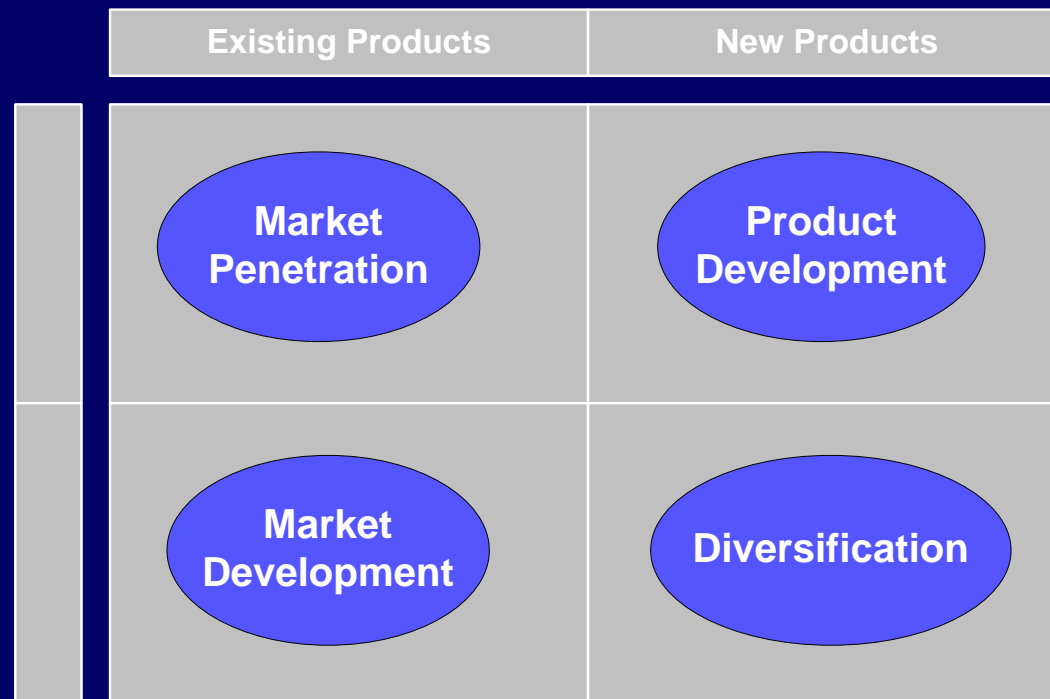 Existing Products
New Products
Market
Penetration
Product
Development
Market
Development
Diversification